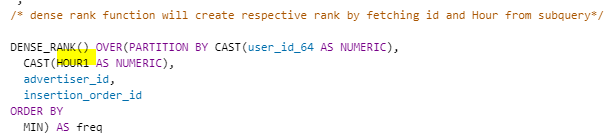 ,
/* dense rank function will create respective rank by fetching id and Hour from subquery*/
DENSE_RANK() OVER(PARTITION BY CAST(user_id_64 AS NUMERIC),
CAST(HOUR1 AS NUMERIC),
advertiser_id,
insertion_order_id
ORDER BY
MIN) AS freq